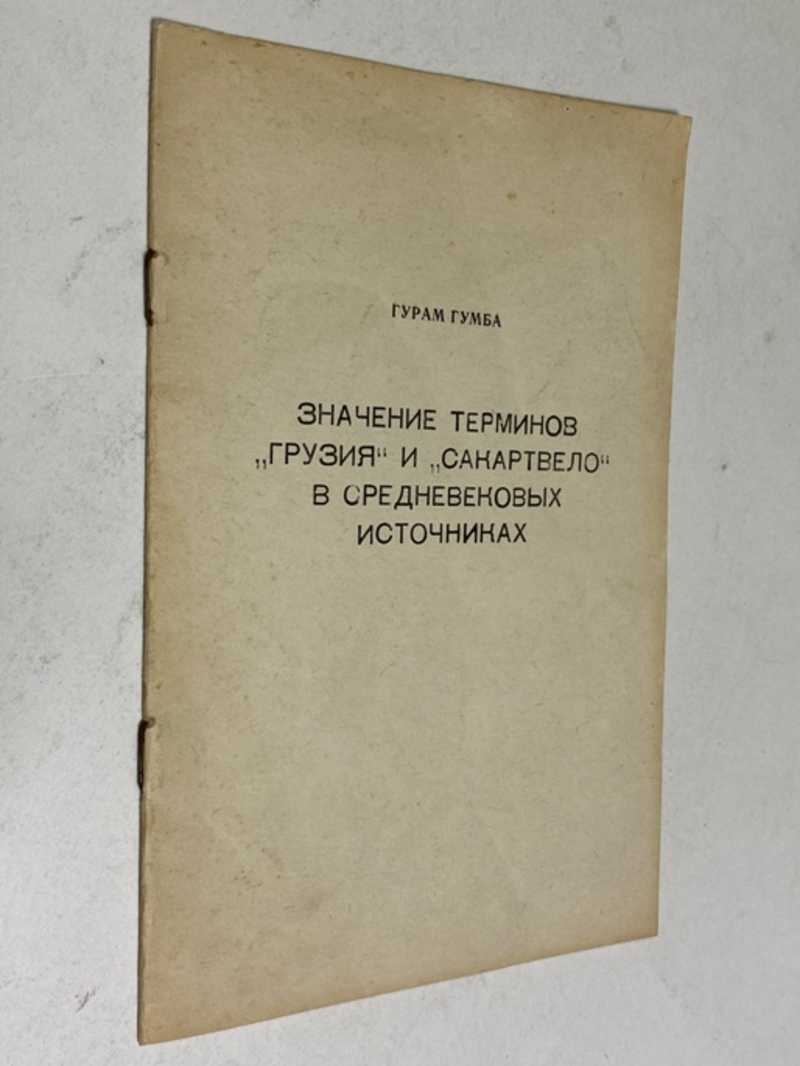 ГУРАМ ГУМБА
ЗНАЧЕНИЕ ТЕРМИНОВ
„ГРУЗИЯ“ И „САКАРТВЕЛО“
В СРЕДНЕВЕКОВЫХ
ИСТОЧНИКАХ